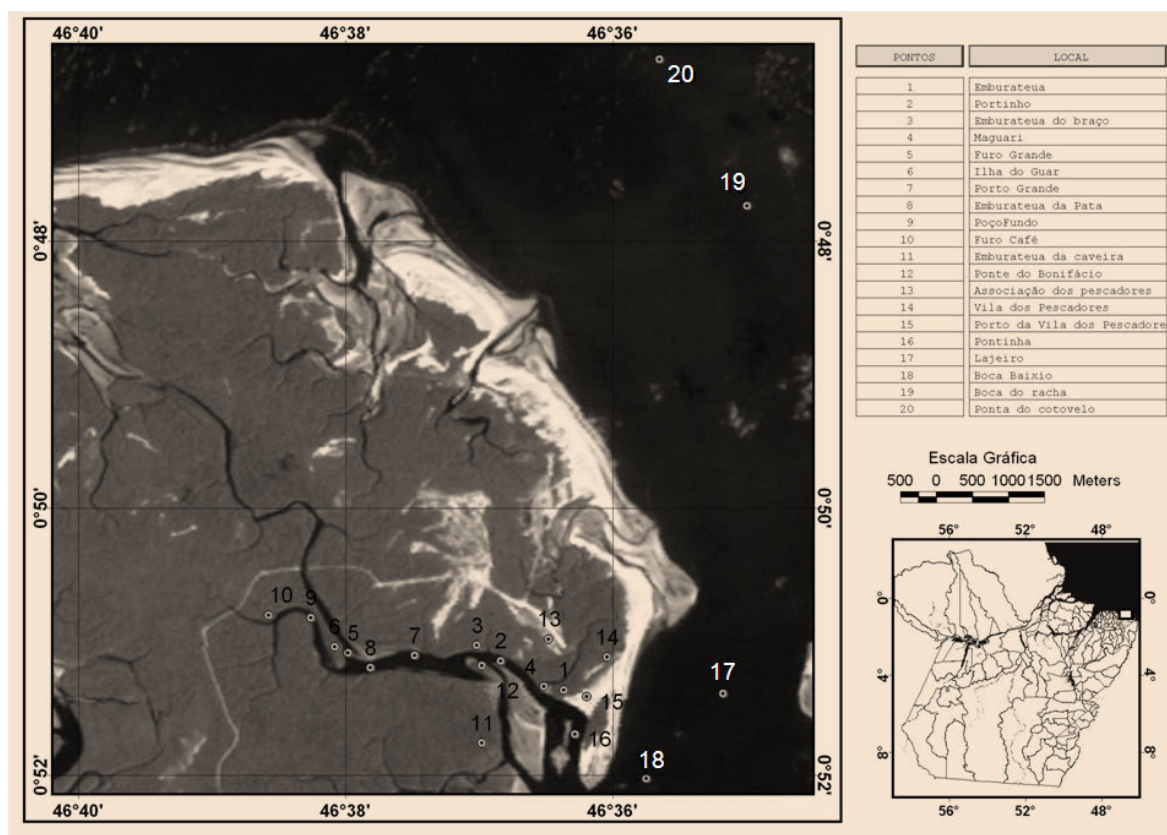 46°40' 46°38' 46°36'
20
19
0°48' 0°48'
0°50' 0°50'
10 9
6 5
8
7
3 2
13
14
4 1
12
15
11
16
17
18
0°52' 0°52'
46°40' 46°38' 46°36'
PONTOS LOCAL
1 Emburateua
2 Portinho
3 Emburateua do braço
4 Maguari
5 Furo Grande
6 Ilha do Guar
7 Porto Grande
8 Emburateua da Pata
9 PoçoFundo
10 Furo Café
11 Emburateua da caveira
12 Ponte do Bonifácio
13 Associação dos pescadores
14 Vila dos Pescadores
15 Porto da Vila dos Pescadore
16 Pontinha
17 Lajeiro
18 Boca Baixio
19 Boca do racha
20 Ponta do cotovelo
Escala Gráfica
500 0 500 1000 1500 Meters
56° 52° 48°
0° 0°
4° 4°
8° 8°
56° 52° 48°